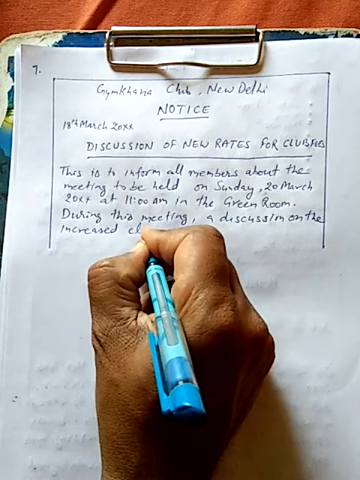 7.
Gymkhana Club, New Delhi
NOTICE
18th March 20xx
DISCUSSION OF NEW RATES FOR CLUB FEES
This is to inform all members about the
meeting to be held on Sunday, 20 March
20xx at 11:00 am in the Green Room.
During this meeting, a discussion on the
increased cl